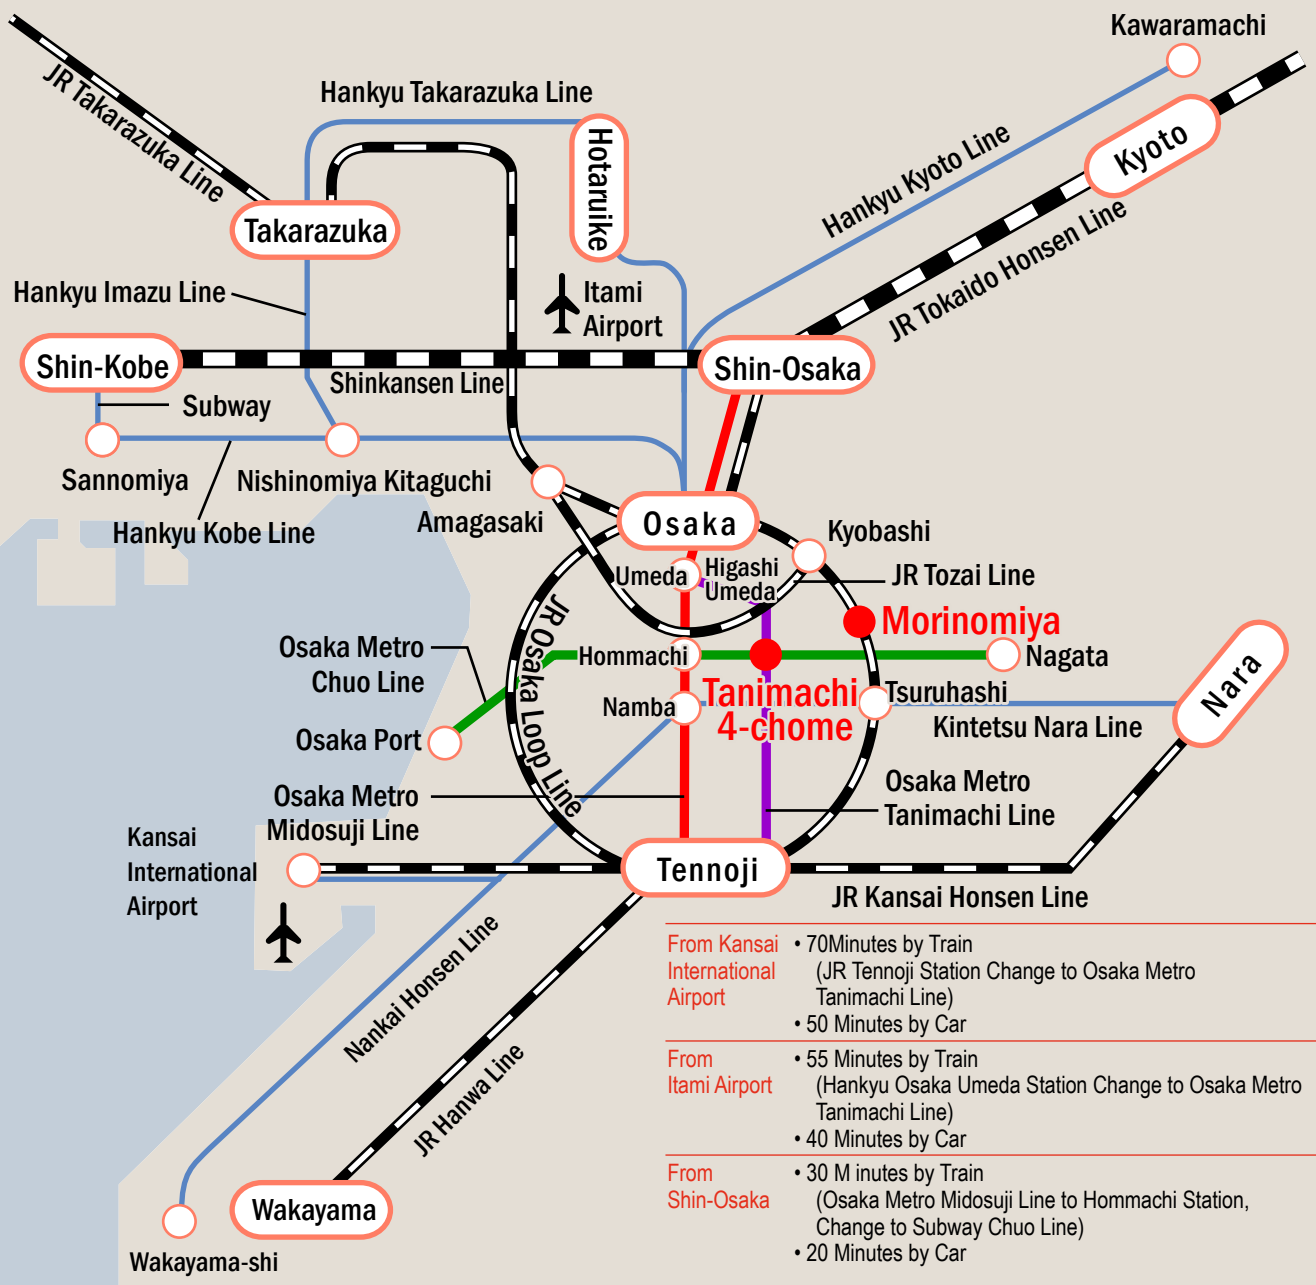 Kawaramachi
JR Takarazuka Line
Hankyu Takarazuka Line
Hotaruike
Hankyu Kyoto Line
Kyoto
Takarazuka
JR Tokaido Honsen Line
Hankyu Imazu Line
Itami
Airport
Shin-Kobe
Shinkansen Line
Shin-Osaka
Subway
Sannomiya
Nishinomiya Kitaguchi
Hankyu Kobe Line
Amagasaki
Osaka
Kyobashi
Umeda
Higashi
Umeda
JR Tozai Line
JR Osaka Loop Line
Morinomiya
Osaka Metro
Chuo Line
Hommachi
Nagata
Tanimachi
4-chome
Tsuruhashi
Nara
Namba
Kintetsu Nara Line
Osaka Port
Osaka Metro
Midosuji Line
Osaka Metro
Tanimachi Line
Kansai
International
Airport
Tennoji
JR Kansai Honsen Line
Nankai Honsen Line
JR Hanwa Line
Wakayama
Wakayama-shi
From Kansai
International
Airport
• 70Minutes by Train
(JR Tennoji Station Change to Osaka Metro
Tanimachi Line)
• 50 Minutes by Car
From
Itami Airport
• 55 Minutes by Train
(Hankyu Osaka Umeda Station Change to Osaka Metro
Tanimachi Line)
• 40 Minutes by Car
From
Shin-Osaka
• 30 M inutes by Train
(Osaka Metro Midosuji Line to Hommachi Station,
Change to Subway Chuo Line)
• 20 Minutes by Car